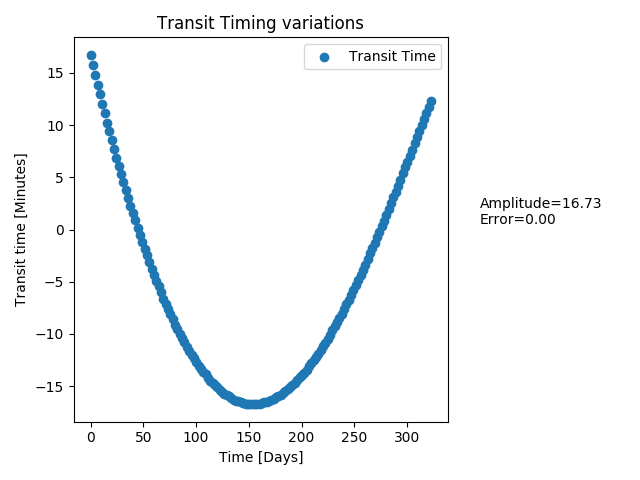 Transit Timing variations
Transit Time
Transit time [Minutes]
15
10
5
0
−5
−10
−15
Amplitude=16.73
Error=0.00
0 50 100 150 200 250 300
Time [Days]